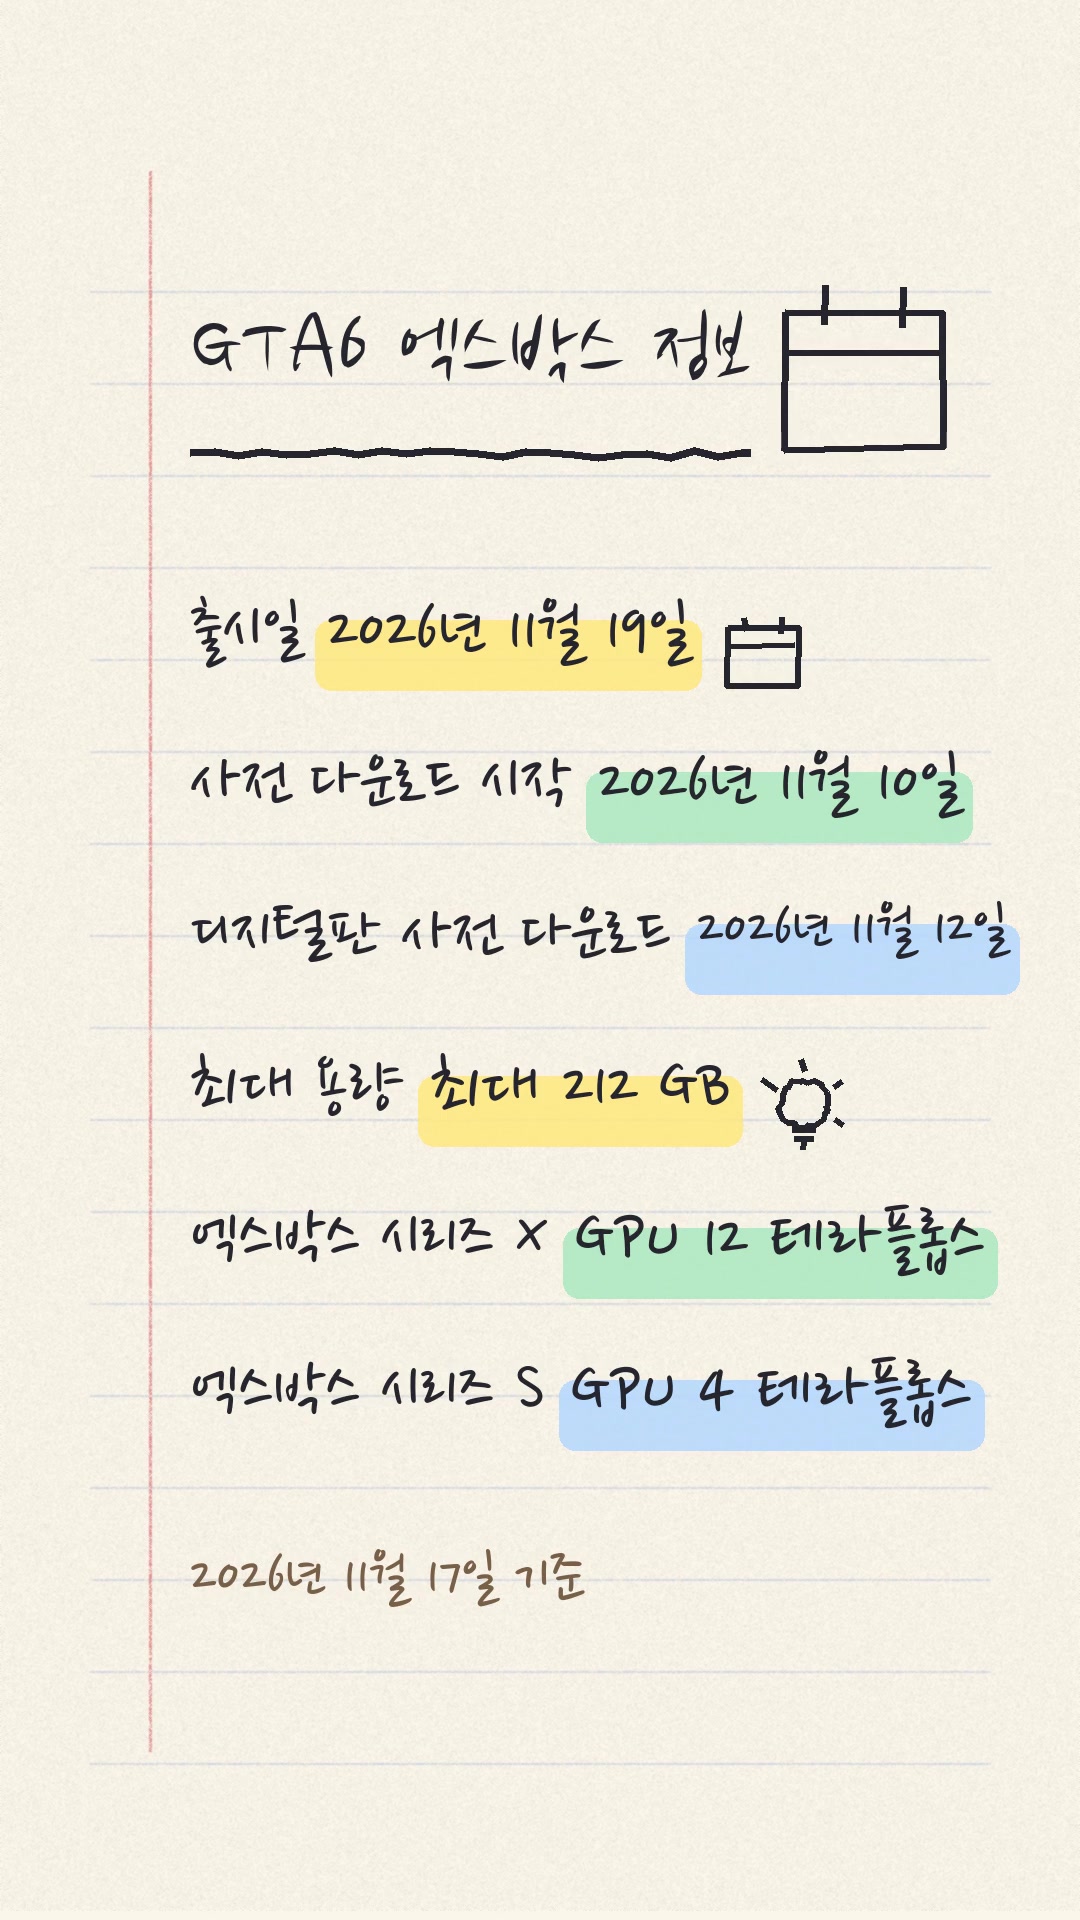 GTA6 엑스박스 정보
출시일 2026년 11월 19일
사전 다운로드 시작 2026년 11월 10일
디지털판 사전 다운로드 2026년 11월 12일
최대 용량 최대 212 GB
엑스박스 시리즈 X GPU 12 테라플롭스
엑스박스 시리즈 S GPU 4 테라플롭스
2026년 11월 17일 기준